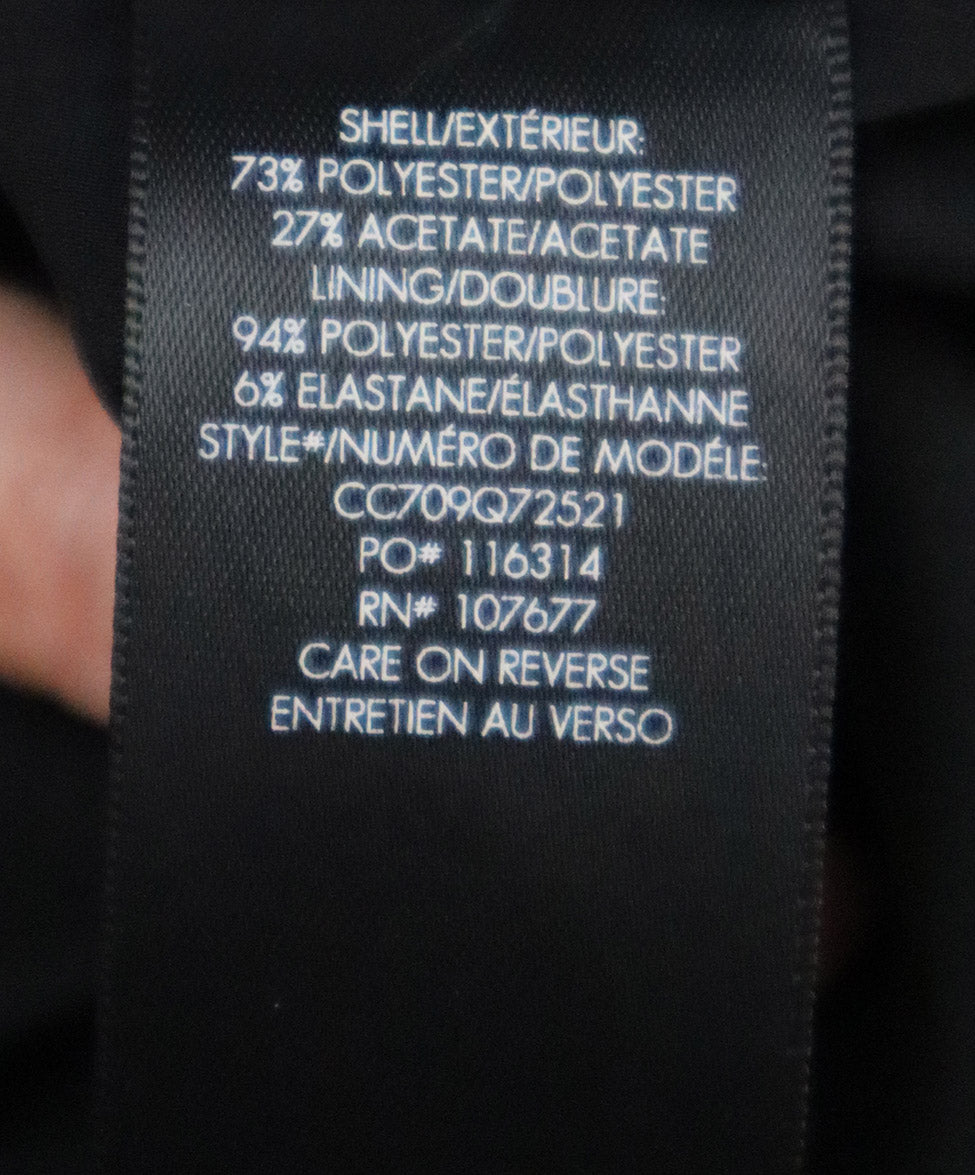 SHELL/EXTÉRIEUR:
73% POLYESTER/POLYESTER
27% ACETATE/ACETATE
LINING/DOUBLURE:
94% POLYESTER/POLYESTER
6% ELASTANE/ÉLASTHANNE
STYLE#/NUMÉRO DE MODÉLE:
CC709Q72521
PO# 116314
RN# 107677
CARE ON REVERSE
ENTRETIEN AU VERSO